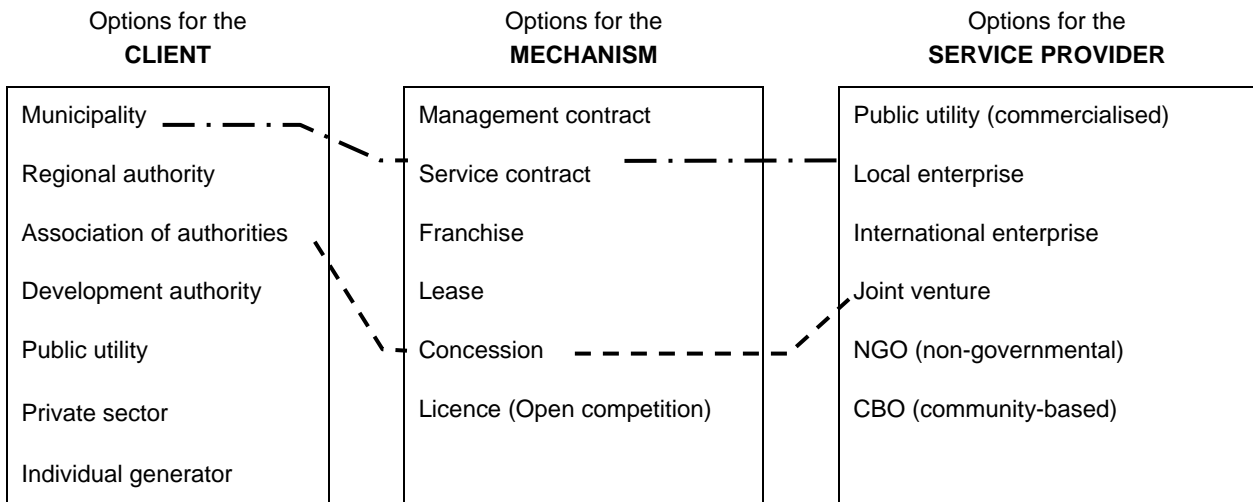 Options for the
CLIENT
Municipality
Regional authority
Association of authorities
Development authority
Public utility
Private sector
Individual generator
Options for the
MECHANISM
Management contract
Service contract
Franchise
Lease
Concession
Licence (Open competition)
Options for the
SERVICE PROVIDER
Public utility (commercialised)
Local enterprise
International enterprise
Joint venture
NGO (non-governmental)
CBO (community-based)